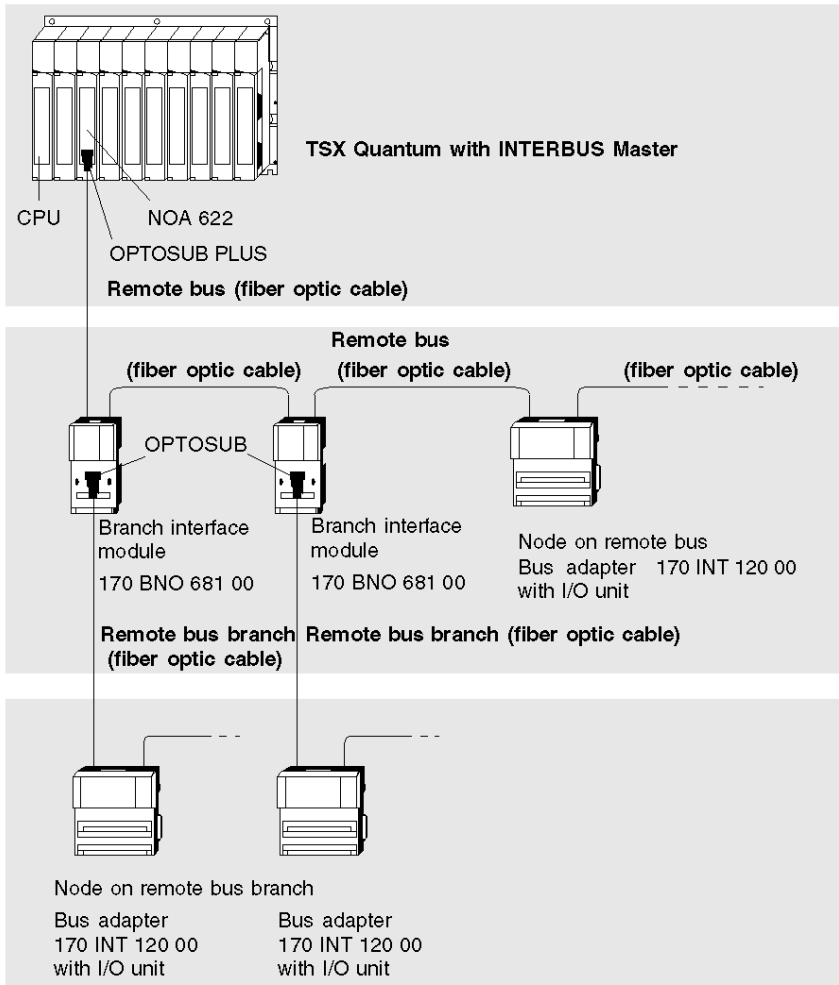 TSX Quantum with INTERBUS Master
CPU
NOA 622
OPTOSUB PLUS
Remote bus (fiber optic cable)
Remote bus
(fiber optic cable)
(fiber optic cable)
(fiber optic cable)
OPTOSUB
Branch interface
module
170 BNO 681 00
Branch interface
module
170 BNO 681 00
Node on remote bus
Bus adapter 170 INT 120 00
with I/O unit
Remote bus branch
(fiber optic cable)
Remote bus branch (fiber optic cable)
Node on remote bus branch
Bus adapter
170 INT 120 00
with I/O unit
Bus adapter
170 INT 120 00
with I/O unit